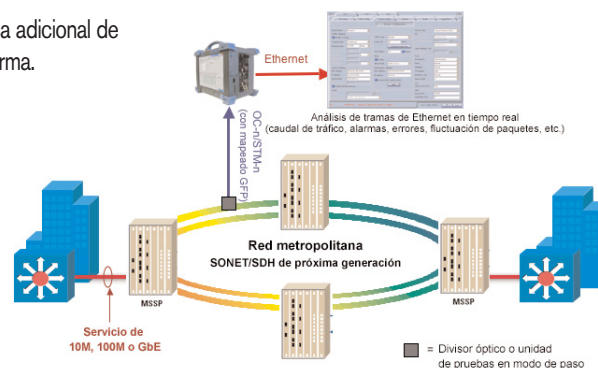 a adicional de
rma.
Ethernet
Análisis de tramas de Ethernet en tiempo real
(caudal de tráfico, alarmas, errores, fluctuación de paquetes, etc.)
OC-n/STM-n
(con mapeado GFP)
Red metropolitana
SONET/SDH de próxima generación
MSSP
MSSP
Servicio de
10M, 100M o GbE
= Divisor óptico o unidad
de pruebas en modo de paso